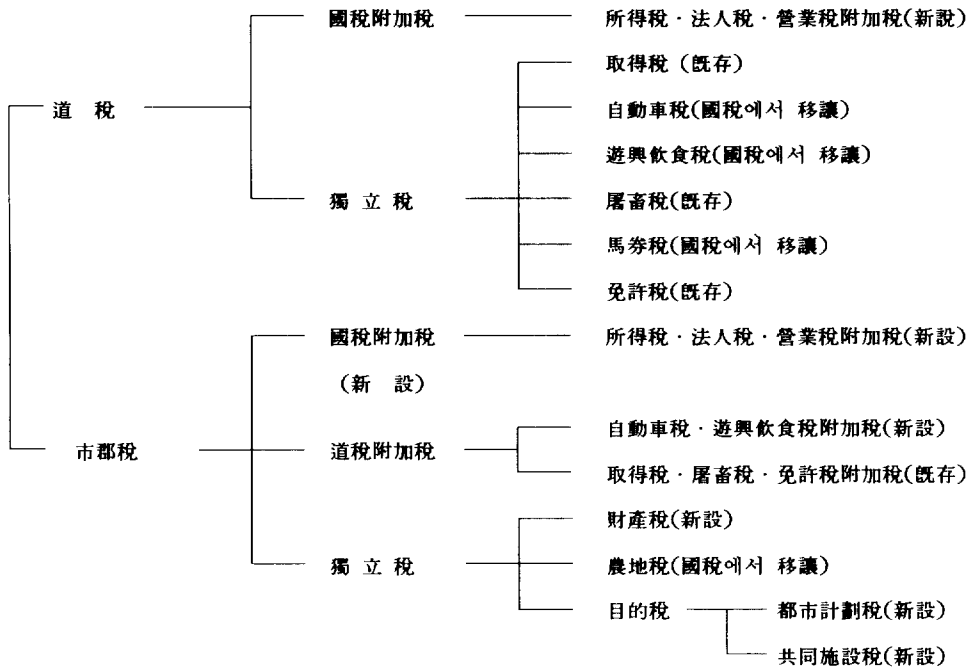 國稅附加稅 所得稅·法人稅·營業稅附加稅(新說)
取得稅 (旣存)
道 稅
自動車稅(國稅에서 移讓)
遊興飮食稅(國稅에서 移讓)
獨 立 稅 屠畜稅(旣存)
馬券稅(國稅에서 移讓)
免許稅(旣存)
國稅附加稅 所得稅·法人稅·營業稅附加稅(新設)
(新 設)
自動車稅·遊興飮食稅附加稅(新設)
市郡稅 道稅附加稅
取得稅·屠畜稅·免許稅附加稅(旣存)
財產稅(新設)
獨 立 稅 農地稅(國稅에서 移讓)
目的稅 都市計劃稅(新設)
共同施設稅(新設)